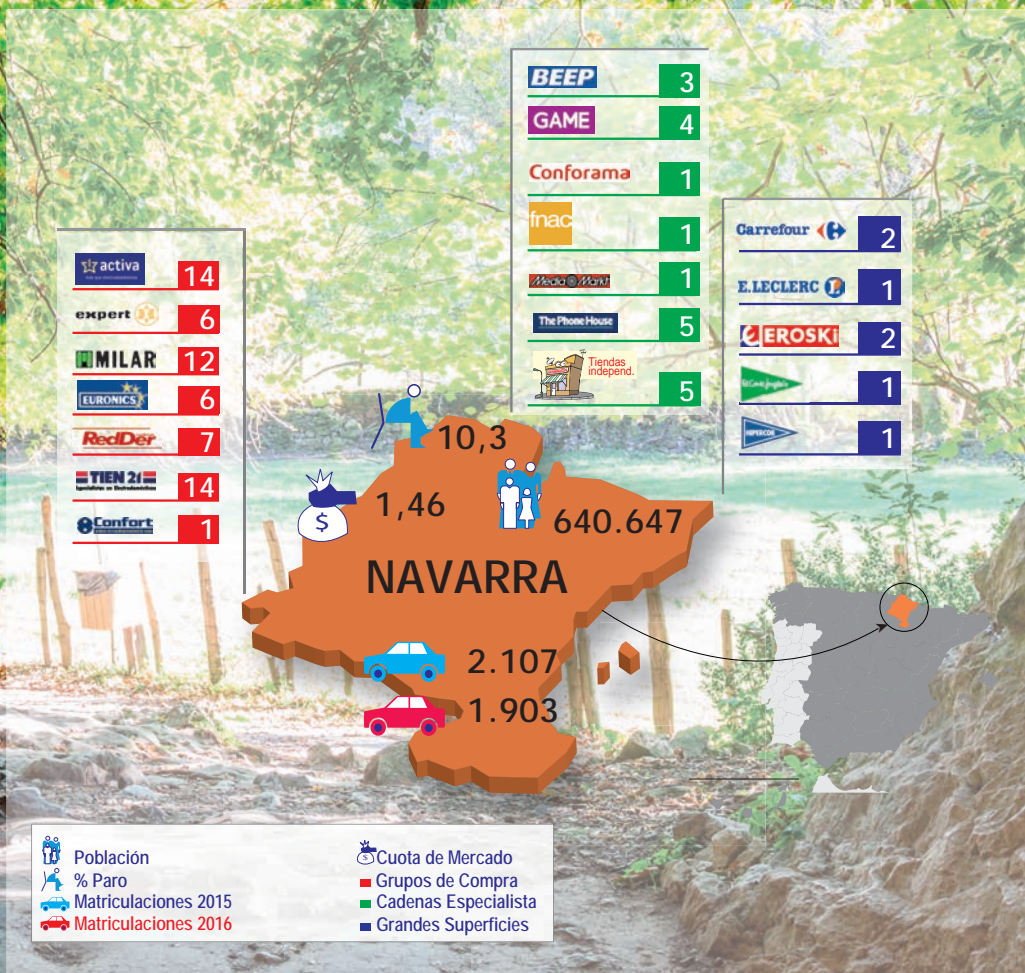 BEEP 3
GAME 4
Conforama 1
fnac 1
Media Markt 1
The Phone House 5
Tiendas
independ. 5
activa 14
expert 6
MILAR 12
EURONICS 6
RedDer 7
TIEN 21 14
Confort 1
Carrefour 2
E.LECLERC 1
EROSKI 2
El Corte Inglés 1
HIPERCOR 1
10,3
1,46
$
640.647
NAVARRA
2.107
1.903
Población
% Paro
Matriculaciones 2015
Matriculaciones 2016
$ Cuota de Mercado
Grupos de Compra
Cadenas Especialista
Grandes Superficies